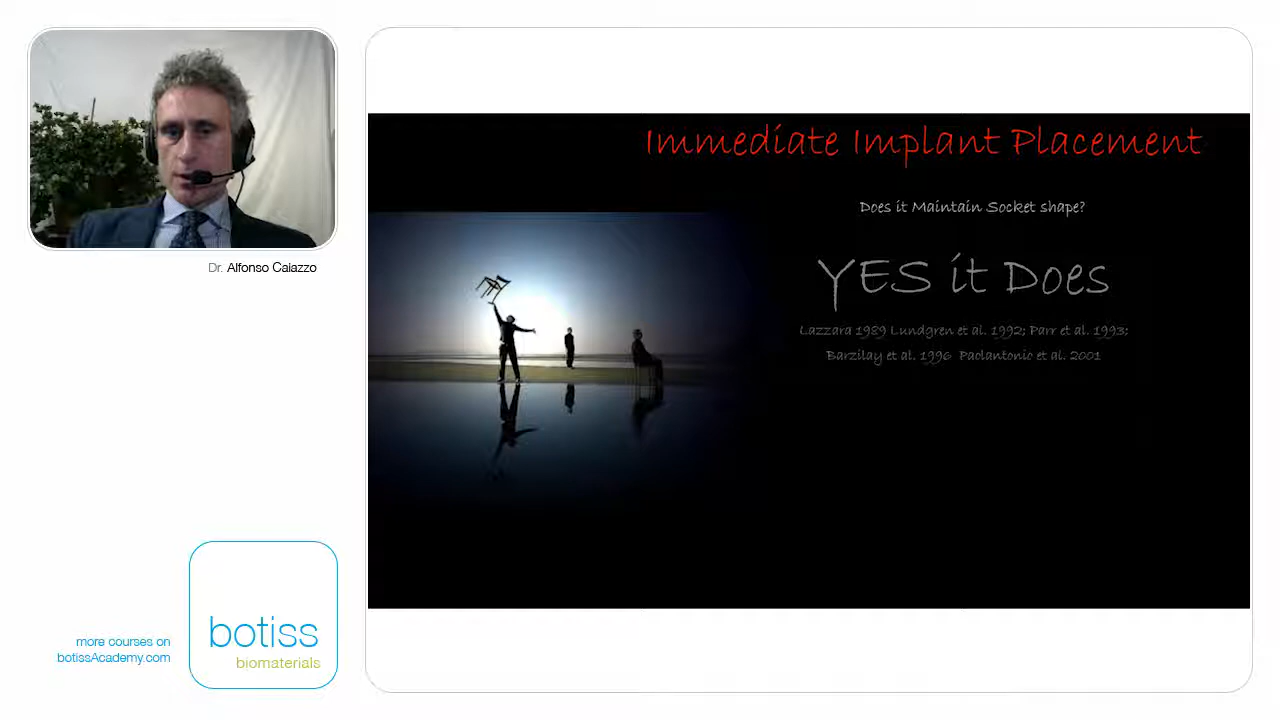 Immediate Implant Placement
Does it Maintain Socket shape?
YES it Does
Lazzara 1989 Lundgren et al. 1992; Parr et al. 1993;
Barzilay et al. 1996 Paolantonio et al. 2001
Dr. Alfonso Caiazzo
more courses on
botissAcademy.com
botiss
biomaterials